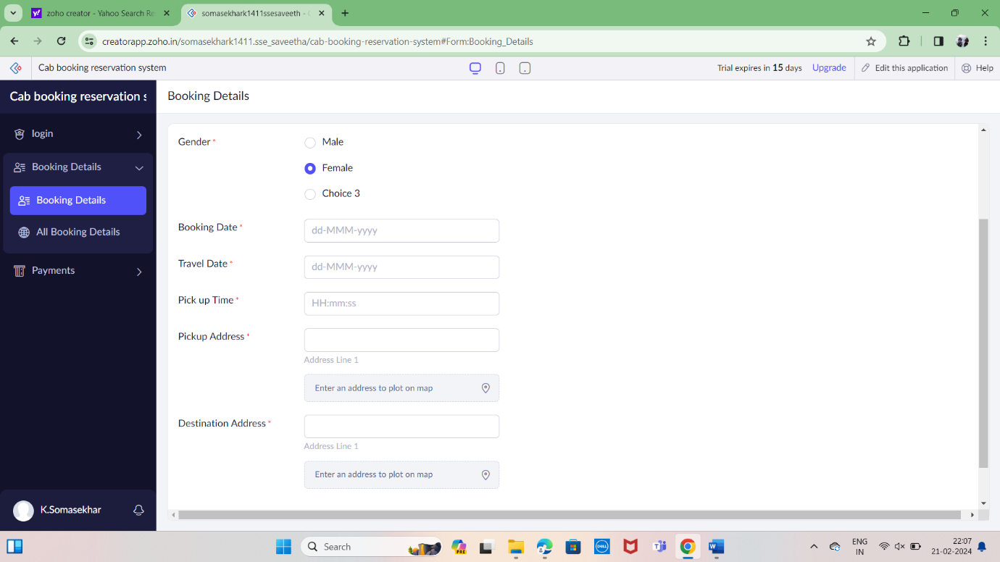 zoho creator - Yahoo Search Re
somasekhark1411ssesaveeth -
creatorapp.zoho.in/somasekhark1411.sse_saveetha/cab-booking-reservation-system#Form:Booking_Details
Cab booking reservation system
Trial expires in 15 days Upgrade Edit this application Help
Cab booking reservation s
Booking Details
login
Booking Details
Booking Details
All Booking Details
Payments
K.Somasekhar
Gender *
Male
Female
Choice 3
Booking Date *
dd-MMM-yyyy
Travel Date *
dd-MMM-yyyy
Pick up Time *
HH:mm:ss
Pickup Address *
Address Line 1
Enter an address to plot on map
Destination Address *
Address Line 1
Enter an address to plot on map
Search
PRE
DELL
ENG
IN
22:07
21-02-2024